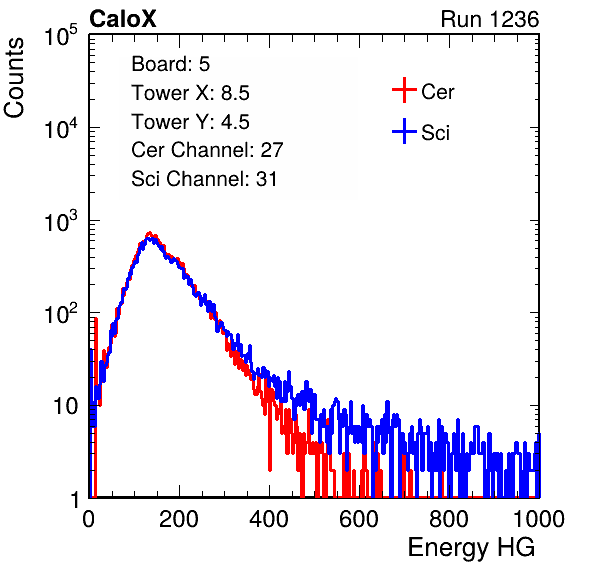 CaloX Run 1236
Board: 5
Tower X: 8.5
Tower Y: 4.5
Cer Channel: 27
Sci Channel: 31
Cer
Sci
Counts
10^5
10^4
10^3
10^2
10
1
0 200 400 600 800 1000
Energy HG